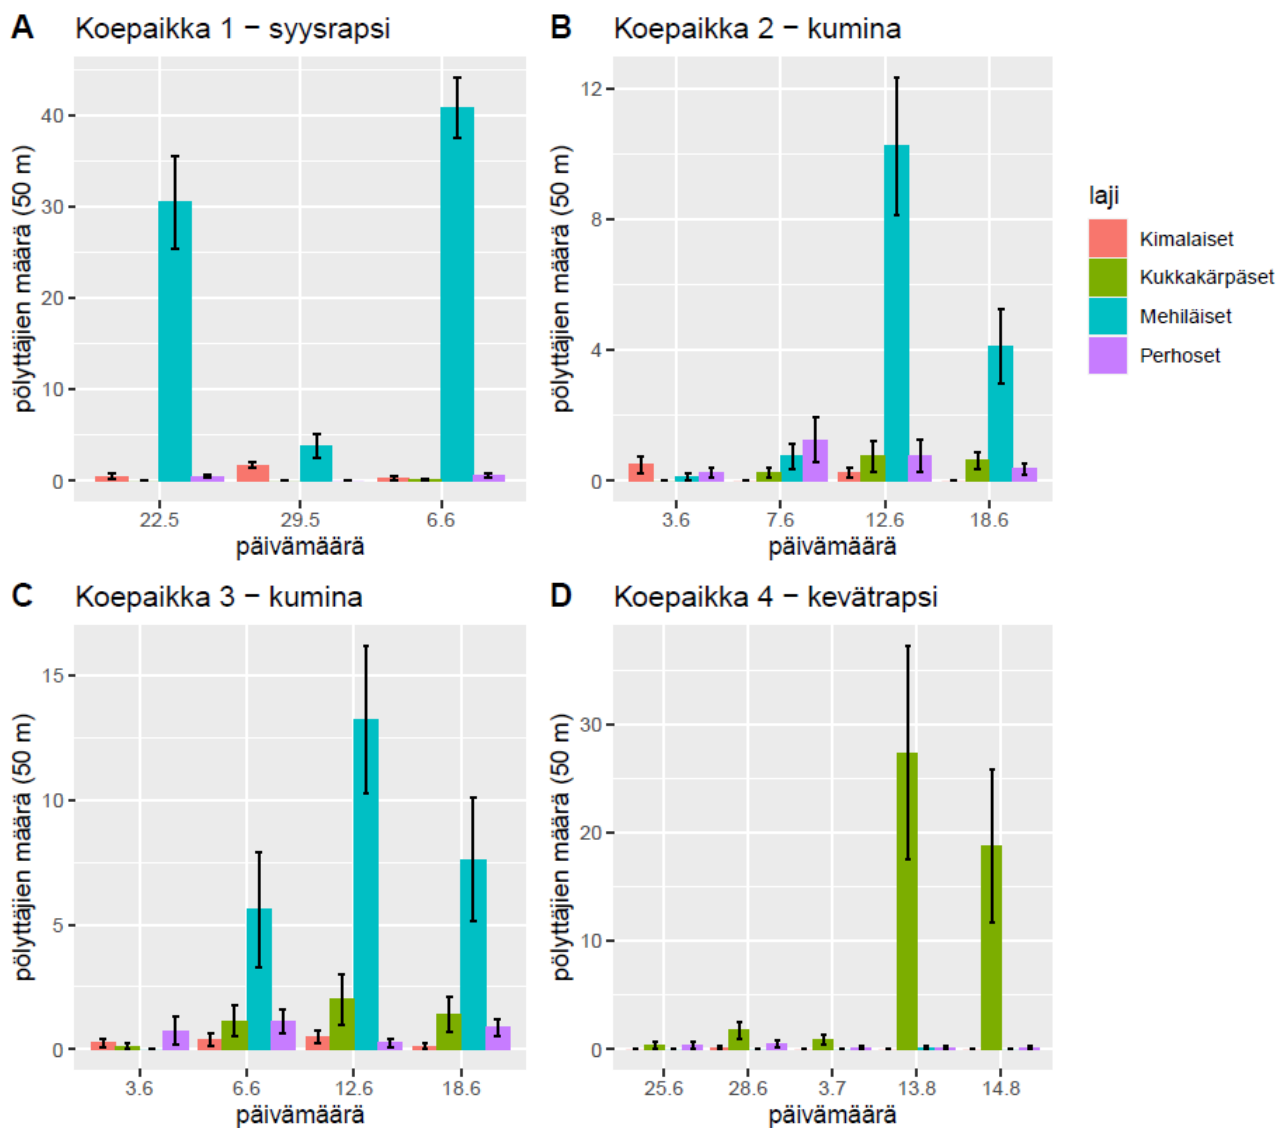 A Koepaikka 1 − syysrapsi
pölyttäjien määrä (50 m)
40
30
20
10
0
22.5 29.5 6.6
päivämäärä
B Koepaikka 2 − kumina
pölyttäjien määrä (50 m)
12
8
4
0
3.6 7.6 12.6 18.6
päivämäärä
laji
Kimalaiset
Kukkakärpäset
Mehiläiset
Perhoset
C Koepaikka 3 − kumina
pölyttäjien määrä (50 m)
15
10
5
0
3.6 6.6 12.6 18.6
päivämäärä
D Koepaikka 4 − kevätrapsi
pölyttäjien määrä (50 m)
30
20
10
0
25.6 28.6 3.7 13.8 14.8
päivämäärä